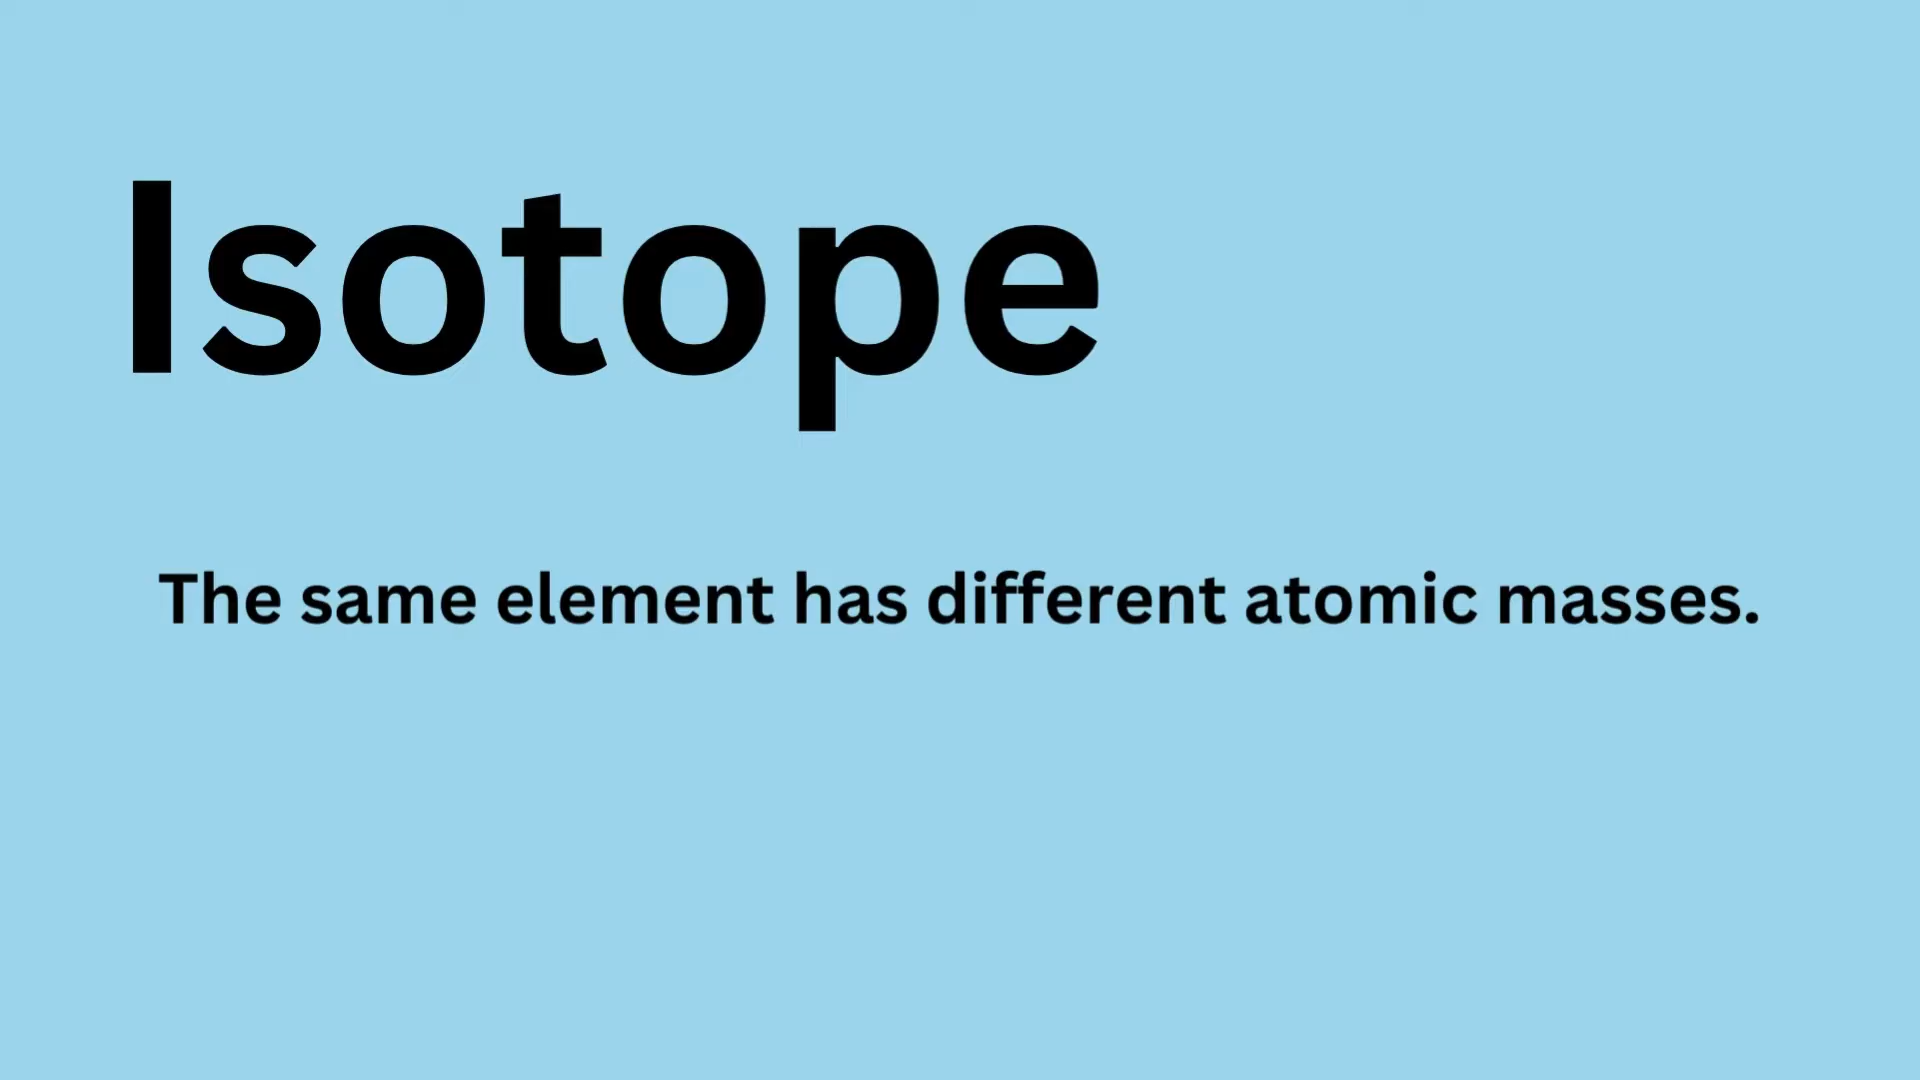 Isotope
The same element has different atomic masses.